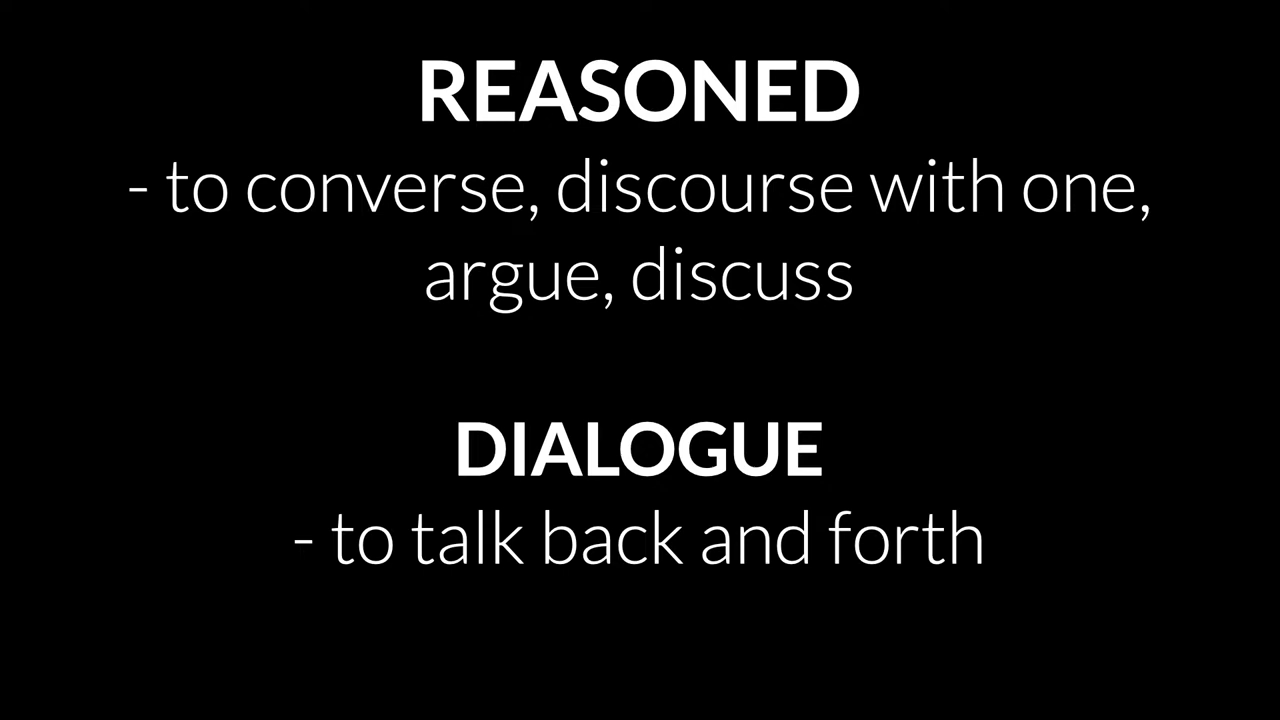 REASONED
- to converse, discourse with one,
argue, discuss
DIALOGUE
- to talk back and forth